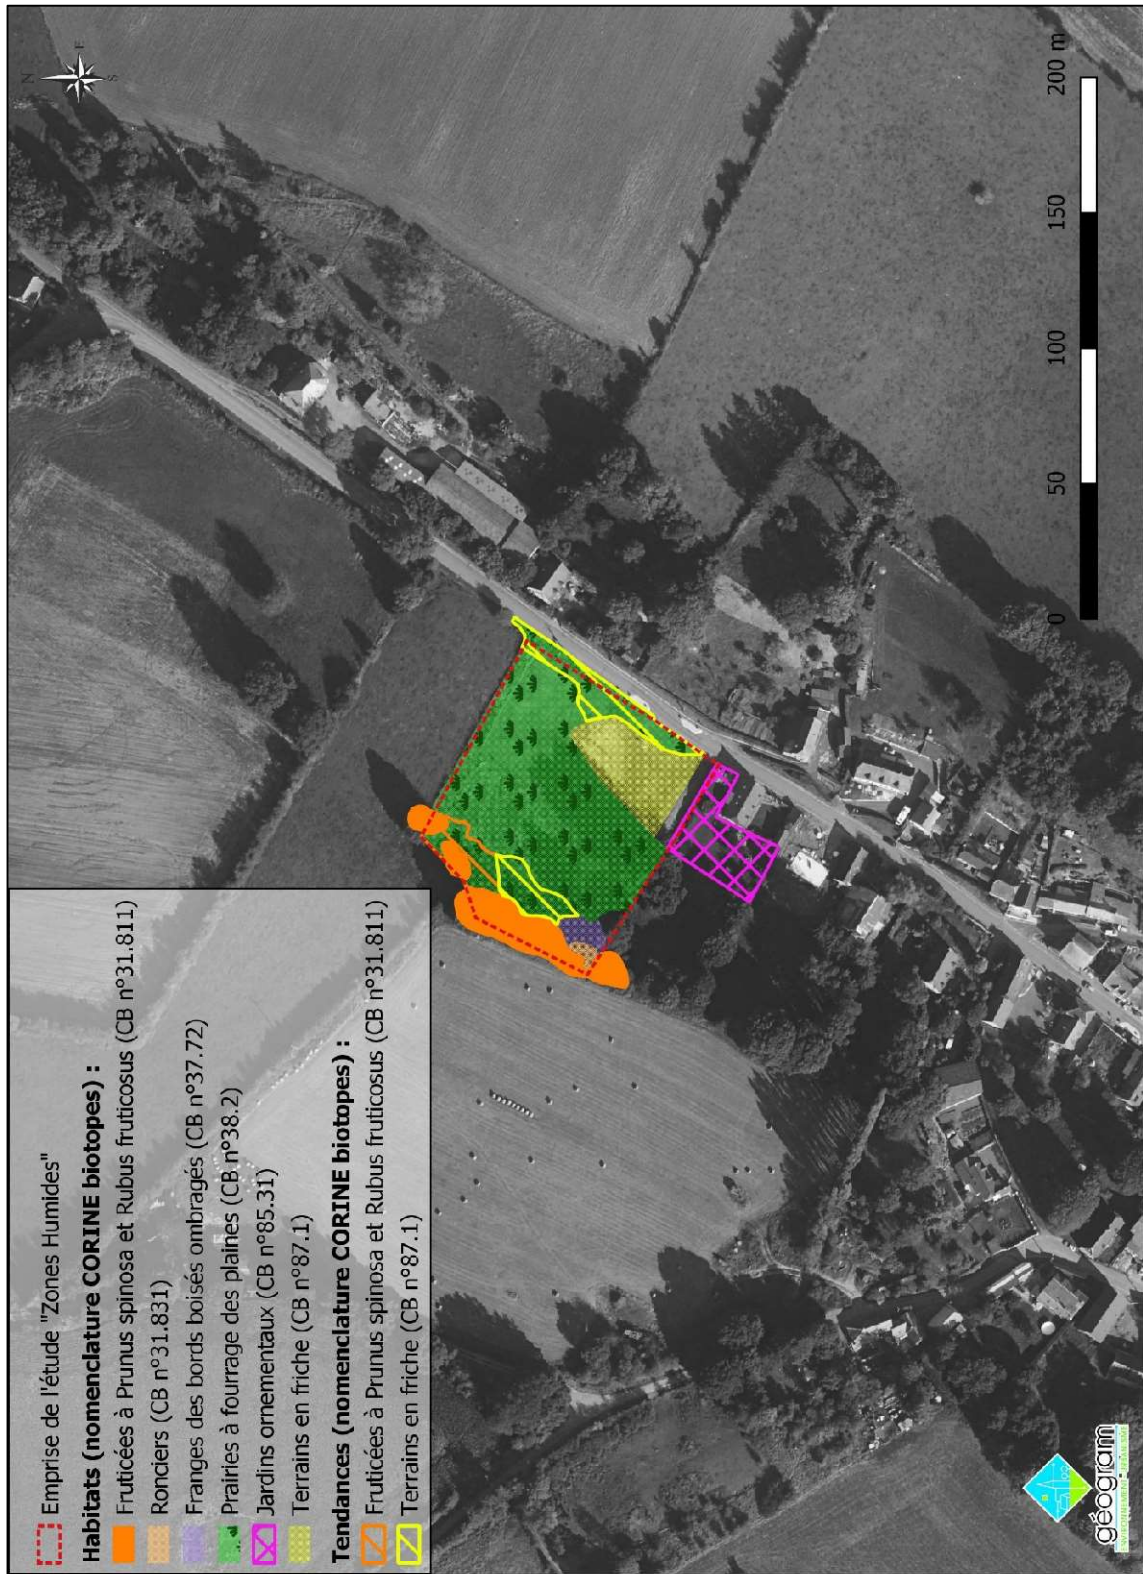 Emprise de l'étude "Zones Humides"
Habitats (nomenclature CORINE biotopes) :
Fruticées à Prunus spinosa et Rubus fruticosus (CB n°31.811)
Ronciers (CB n°31.831)
Franges des bords boisés ombragés (CB n°37.72)
Prairies à fourrage des plaines (CB n°38.2)
Jardins ornementaux (CB n°85.31)
Terrains en friche (CB n°87.1)
Tendances (nomenclature CORINE biotopes) :
Fruticées à Prunus spinosa et Rubus fruticosus (CB n°31.811)
Terrains en friche (CB n°87.1)
N
E
S
0 50 100 150 200 m
géogram